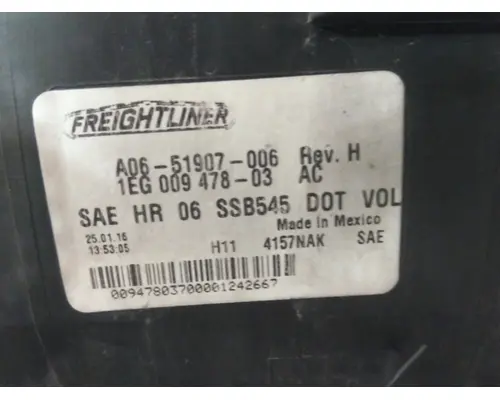 FREIGHTLINER
A06-51907-006 Rev. H
1EG 009 478-03 AC
SAE HR 06 SSB545 DOT VOL
Made in Mexico
25.01.16
13:53:05
H11 4157NAK SAE
00947803700001242667